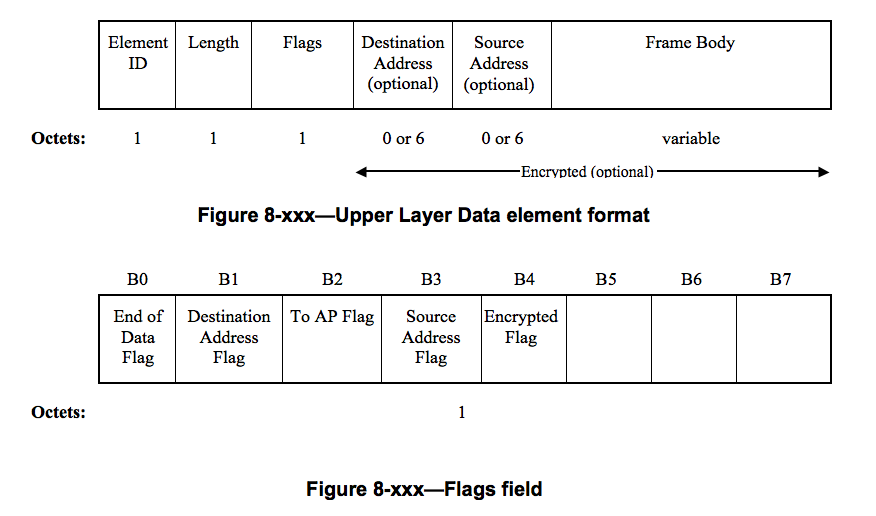 Element Length Flags Destination Source Frame Body
ID Address Address
(optional) (optional)
Octets: 1 1 1 0 or 6 0 or 6 variable
Encrypted (optional)
Figure 8-xxx—Upper Layer Data element format
B0 B1 B2 B3 B4 B5 B6 B7
End of Destination To AP Flag Source Encrypted
Data Address Address Flag
Flag Flag Flag
Octets: 1
Figure 8-xxx—Flags field